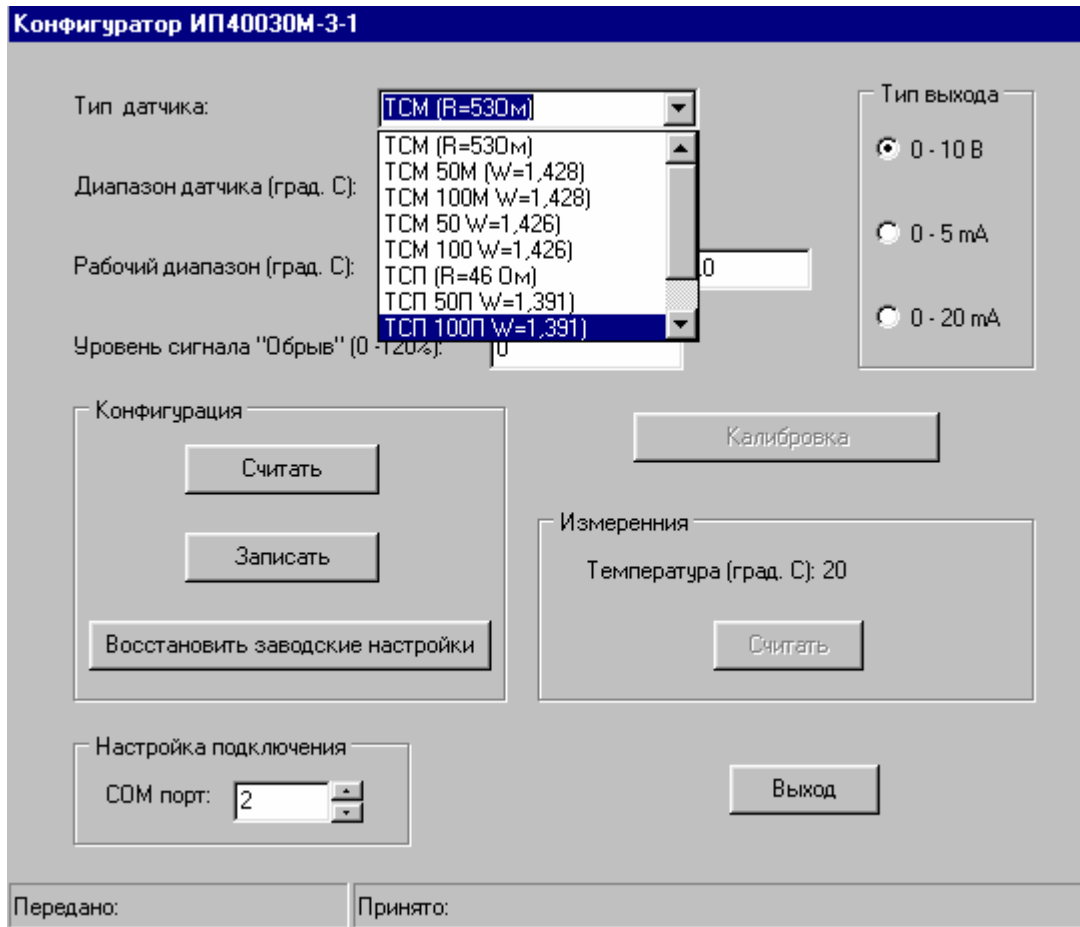 Конфигуратор ИП40030М-3-1
Тип датчика:
ТСМ (R=53Ом)
ТСМ (R=53Ом)
ТСМ 50М (W=1,428)
ТСМ 100М W=1,428)
ТСМ 50 W=1,426)
ТСМ 100 W=1,426)
ТСП (R=46 Ом)
ТСП 50П W=1,391)
ТСП 100П W=1,391)
Диапазон датчика (град. С):
Рабочий диапазон (град. С):
0
Уровень сигнала "Обрыв" (0 -120%):
0
Тип выхода
0 - 10 В
0 - 5 mA
0 - 20 mA
Конфигурация
Считать
Записать
Восстановить заводские настройки
Калибровка
Измеренния
Температура (град. С): 20
Считать
Настройка подключения
COM порт:
2
Выход
Передано:
Принято: